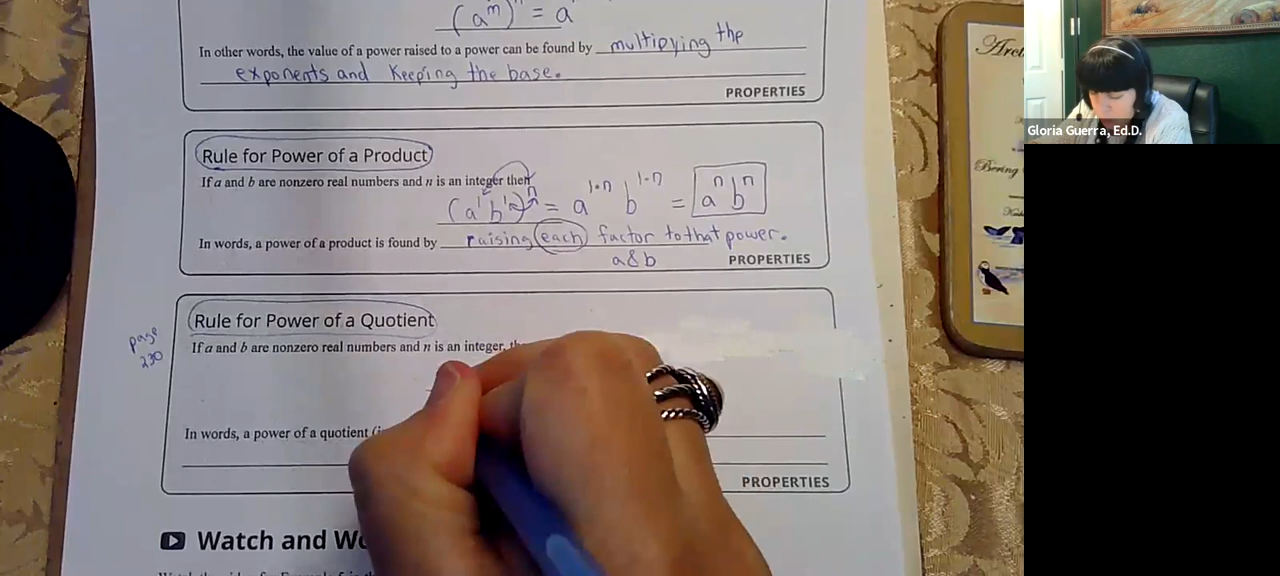 (aᵐ)ⁿ = a
In other words, the value of a power raised to a power can be found by multiplying the
exponents and keeping the base.
PROPERTIES
Rule for Power of a Product
If a and b are nonzero real numbers and n is an integer then
(a¹b¹)ⁿ = a¹·ⁿ b¹·ⁿ = aⁿbⁿ
In words, a power of a product is found by raising each factor to that power.
a&b
PROPERTIES
Rule for Power of a Quotient
page
230
If a and b are nonzero real numbers and n is an integer,
In words, a power of a quotient
PROPERTIES
Watch and
Gloria Guerra, Ed.D.
Bering